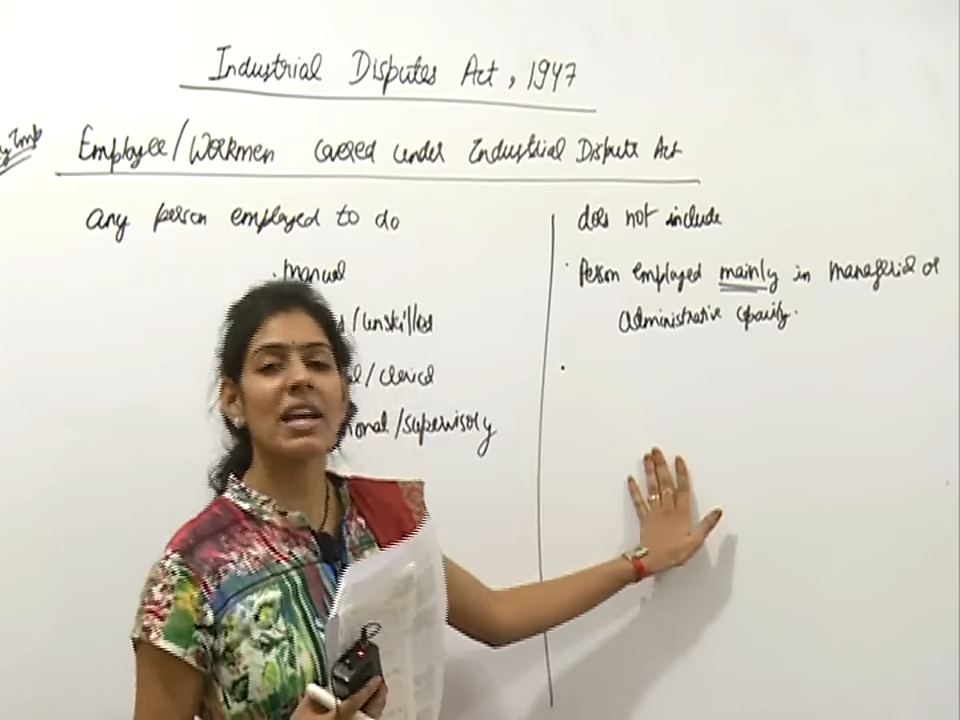 Industrial Disputes Act, 1947
y Imp
Employee/Workmen covered under Industrial Dispute Act
any person employed to do
manual
/unskilled
/clerical
/supervisory
does not include
Person employed mainly in managerial or
administrative capacity.